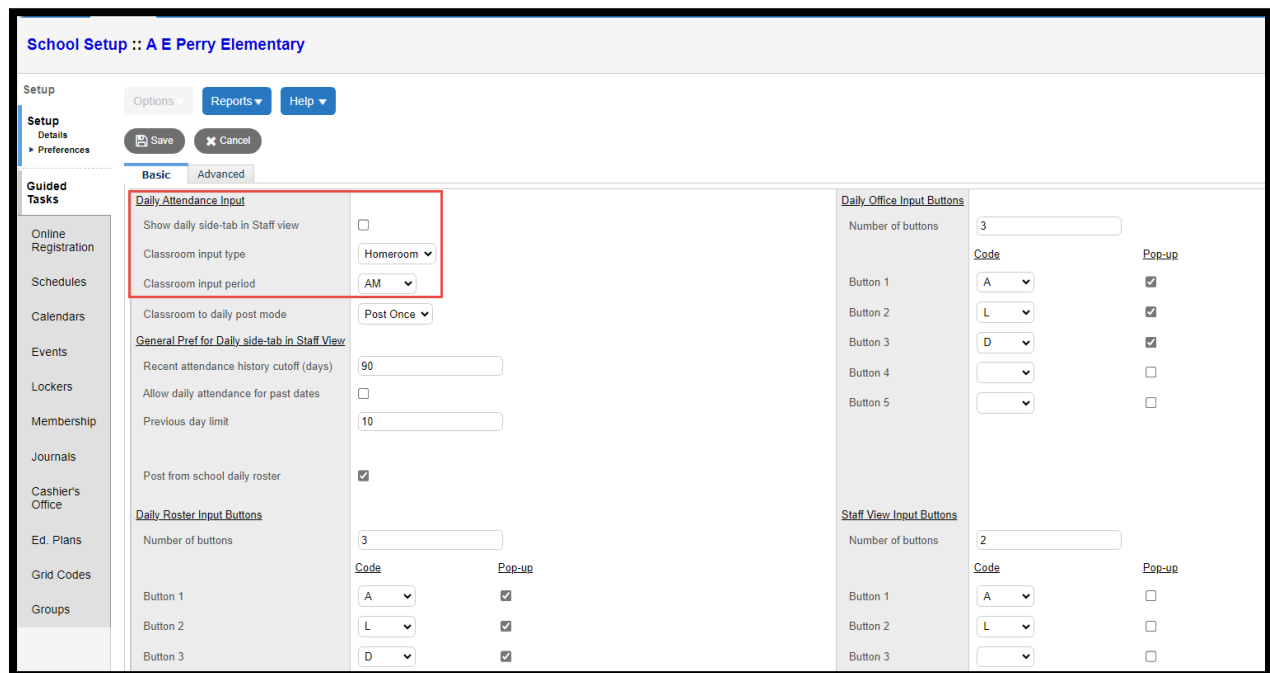 School Setup :: A E Perry Elementary
Setup
Setup
Details
Preferences
Guided
Tasks
Online
Registration
Schedules
Calendars
Events
Lockers
Membership
Journals
Cashier's
Office
Ed. Plans
Grid Codes
Groups
Options Reports Help
Save Cancel
Basic Advanced
Daily Attendance Input
Show daily side-tab in Staff view
Classroom input type Homeroom
Classroom input period AM
Classroom to daily post mode Post Once
General Pref for Daily side-tab in Staff View
Recent attendance history cutoff (days) 90
Allow daily attendance for past dates
Previous day limit 10
Post from school daily roster
Daily Roster Input Buttons
Number of buttons 3
Code Pop-up
Button 1 A
Button 2 L
Button 3 D
Daily Office Input Buttons
Number of buttons 3
Code Pop-up
Button 1 A
Button 2 L
Button 3 D
Button 4
Button 5
Staff View Input Buttons
Number of buttons 2
Code Pop-up
Button 1 A
Button 2 L
Button 3